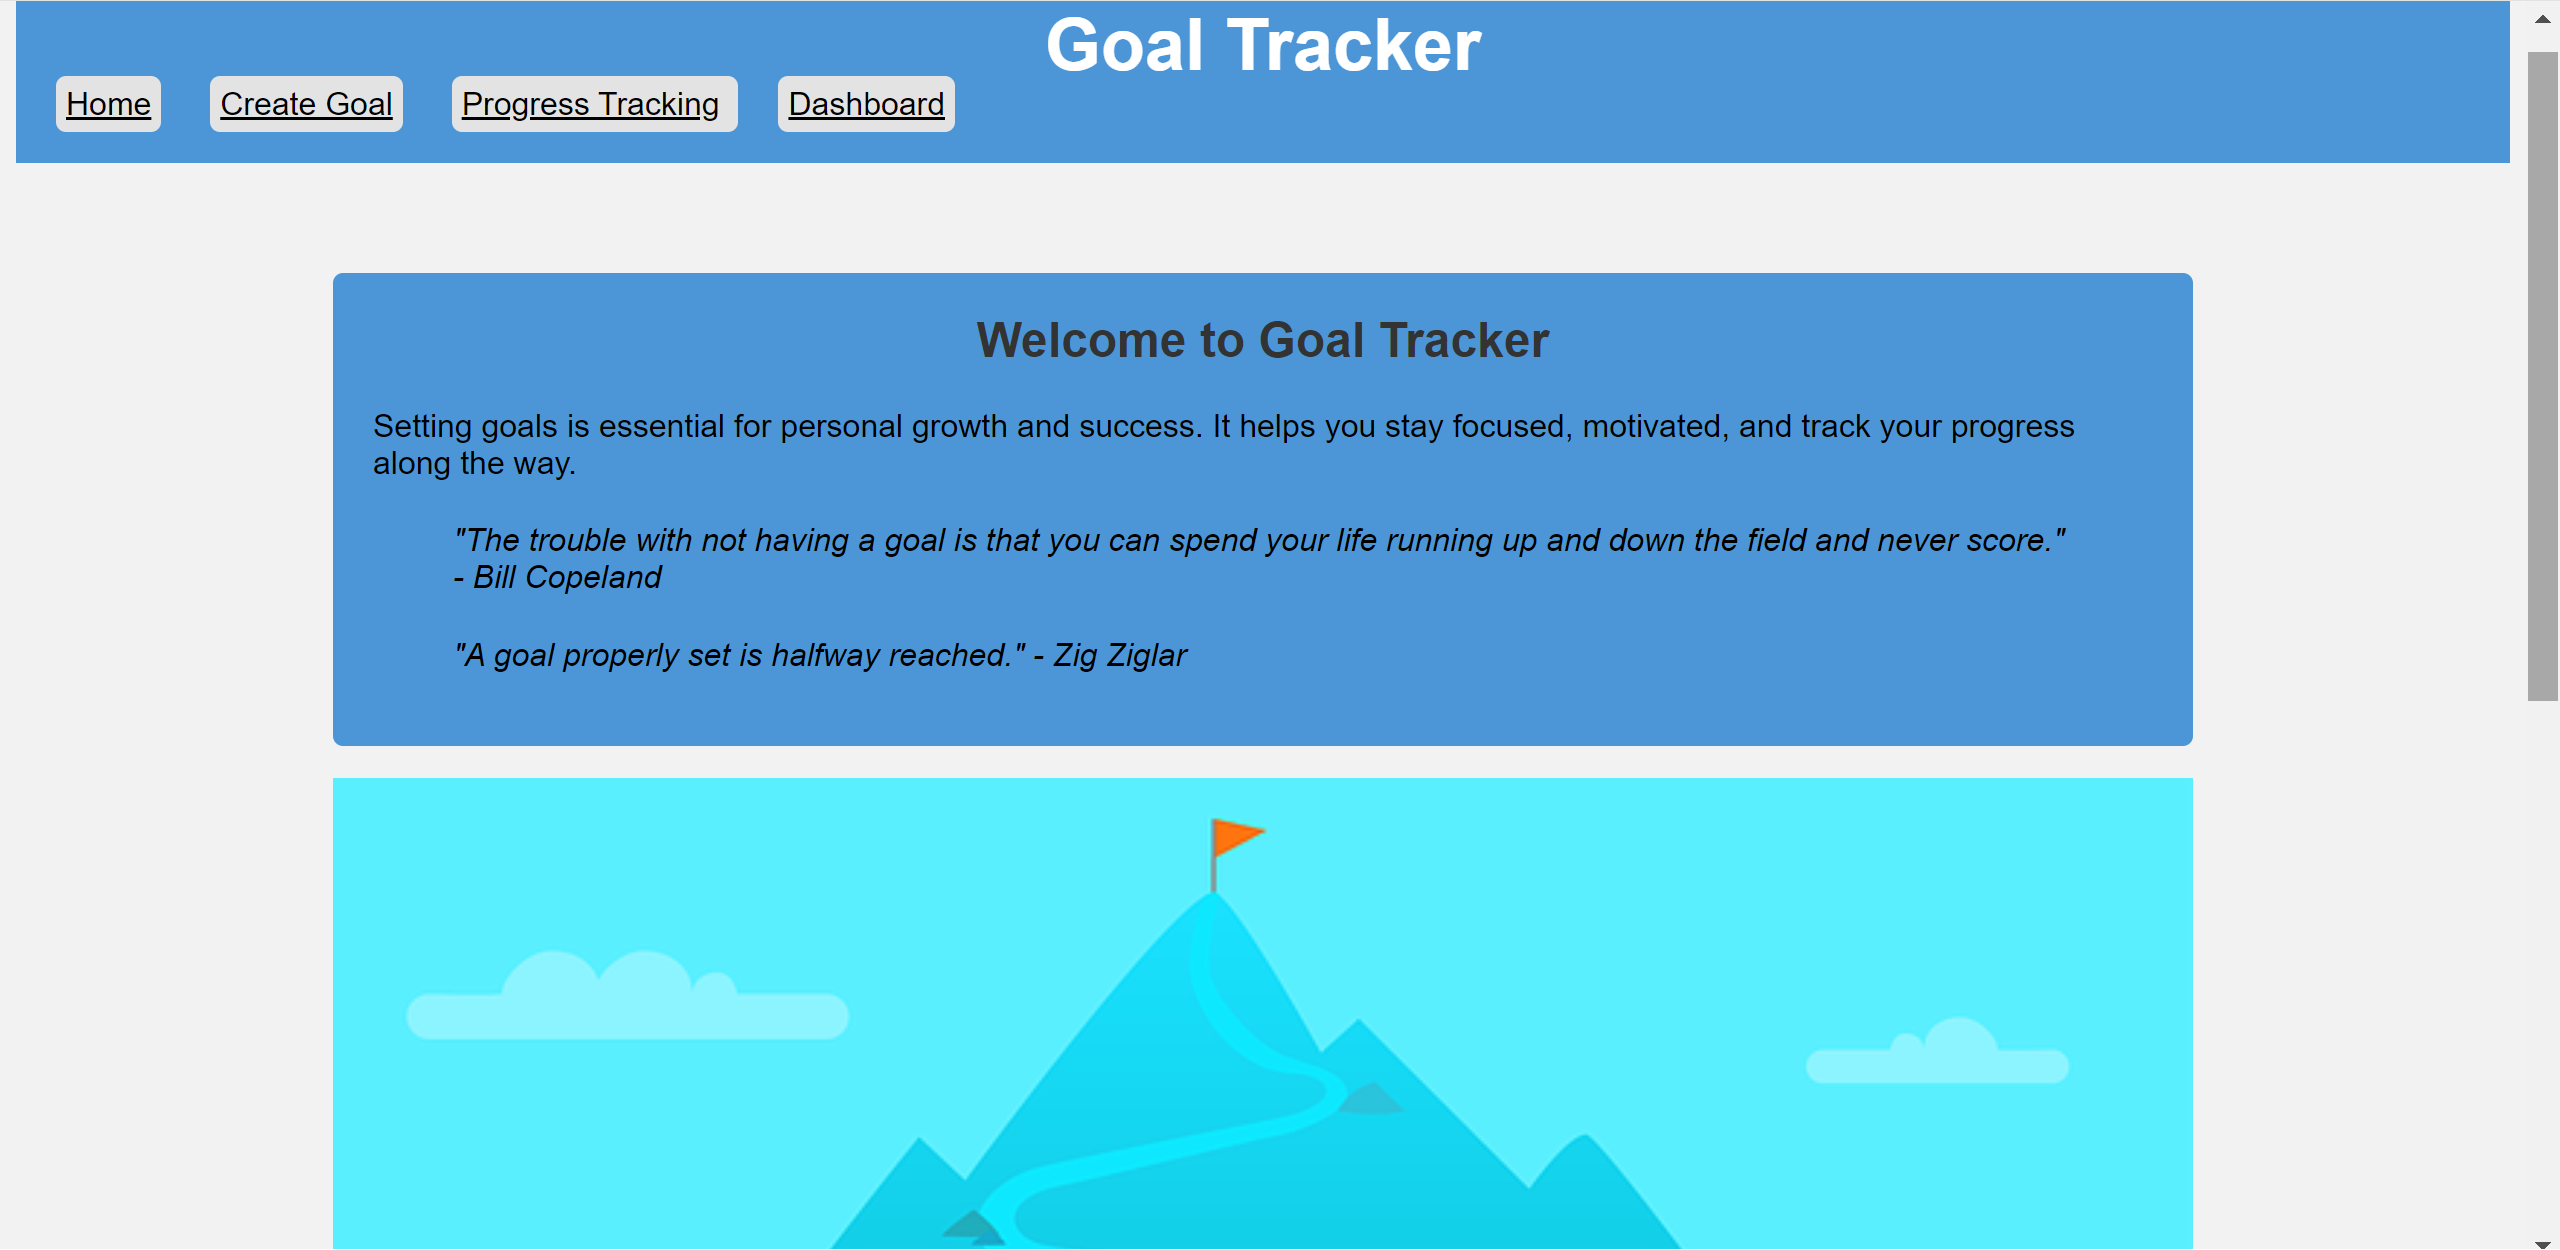 Goal Tracker
Home Create Goal Progress Tracking Dashboard
Welcome to Goal Tracker
Setting goals is essential for personal growth and success. It helps you stay focused, motivated, and track your progress
along the way.
"The trouble with not having a goal is that you can spend your life running up and down the field and never score."
- Bill Copeland
"A goal properly set is halfway reached." - Zig Ziglar